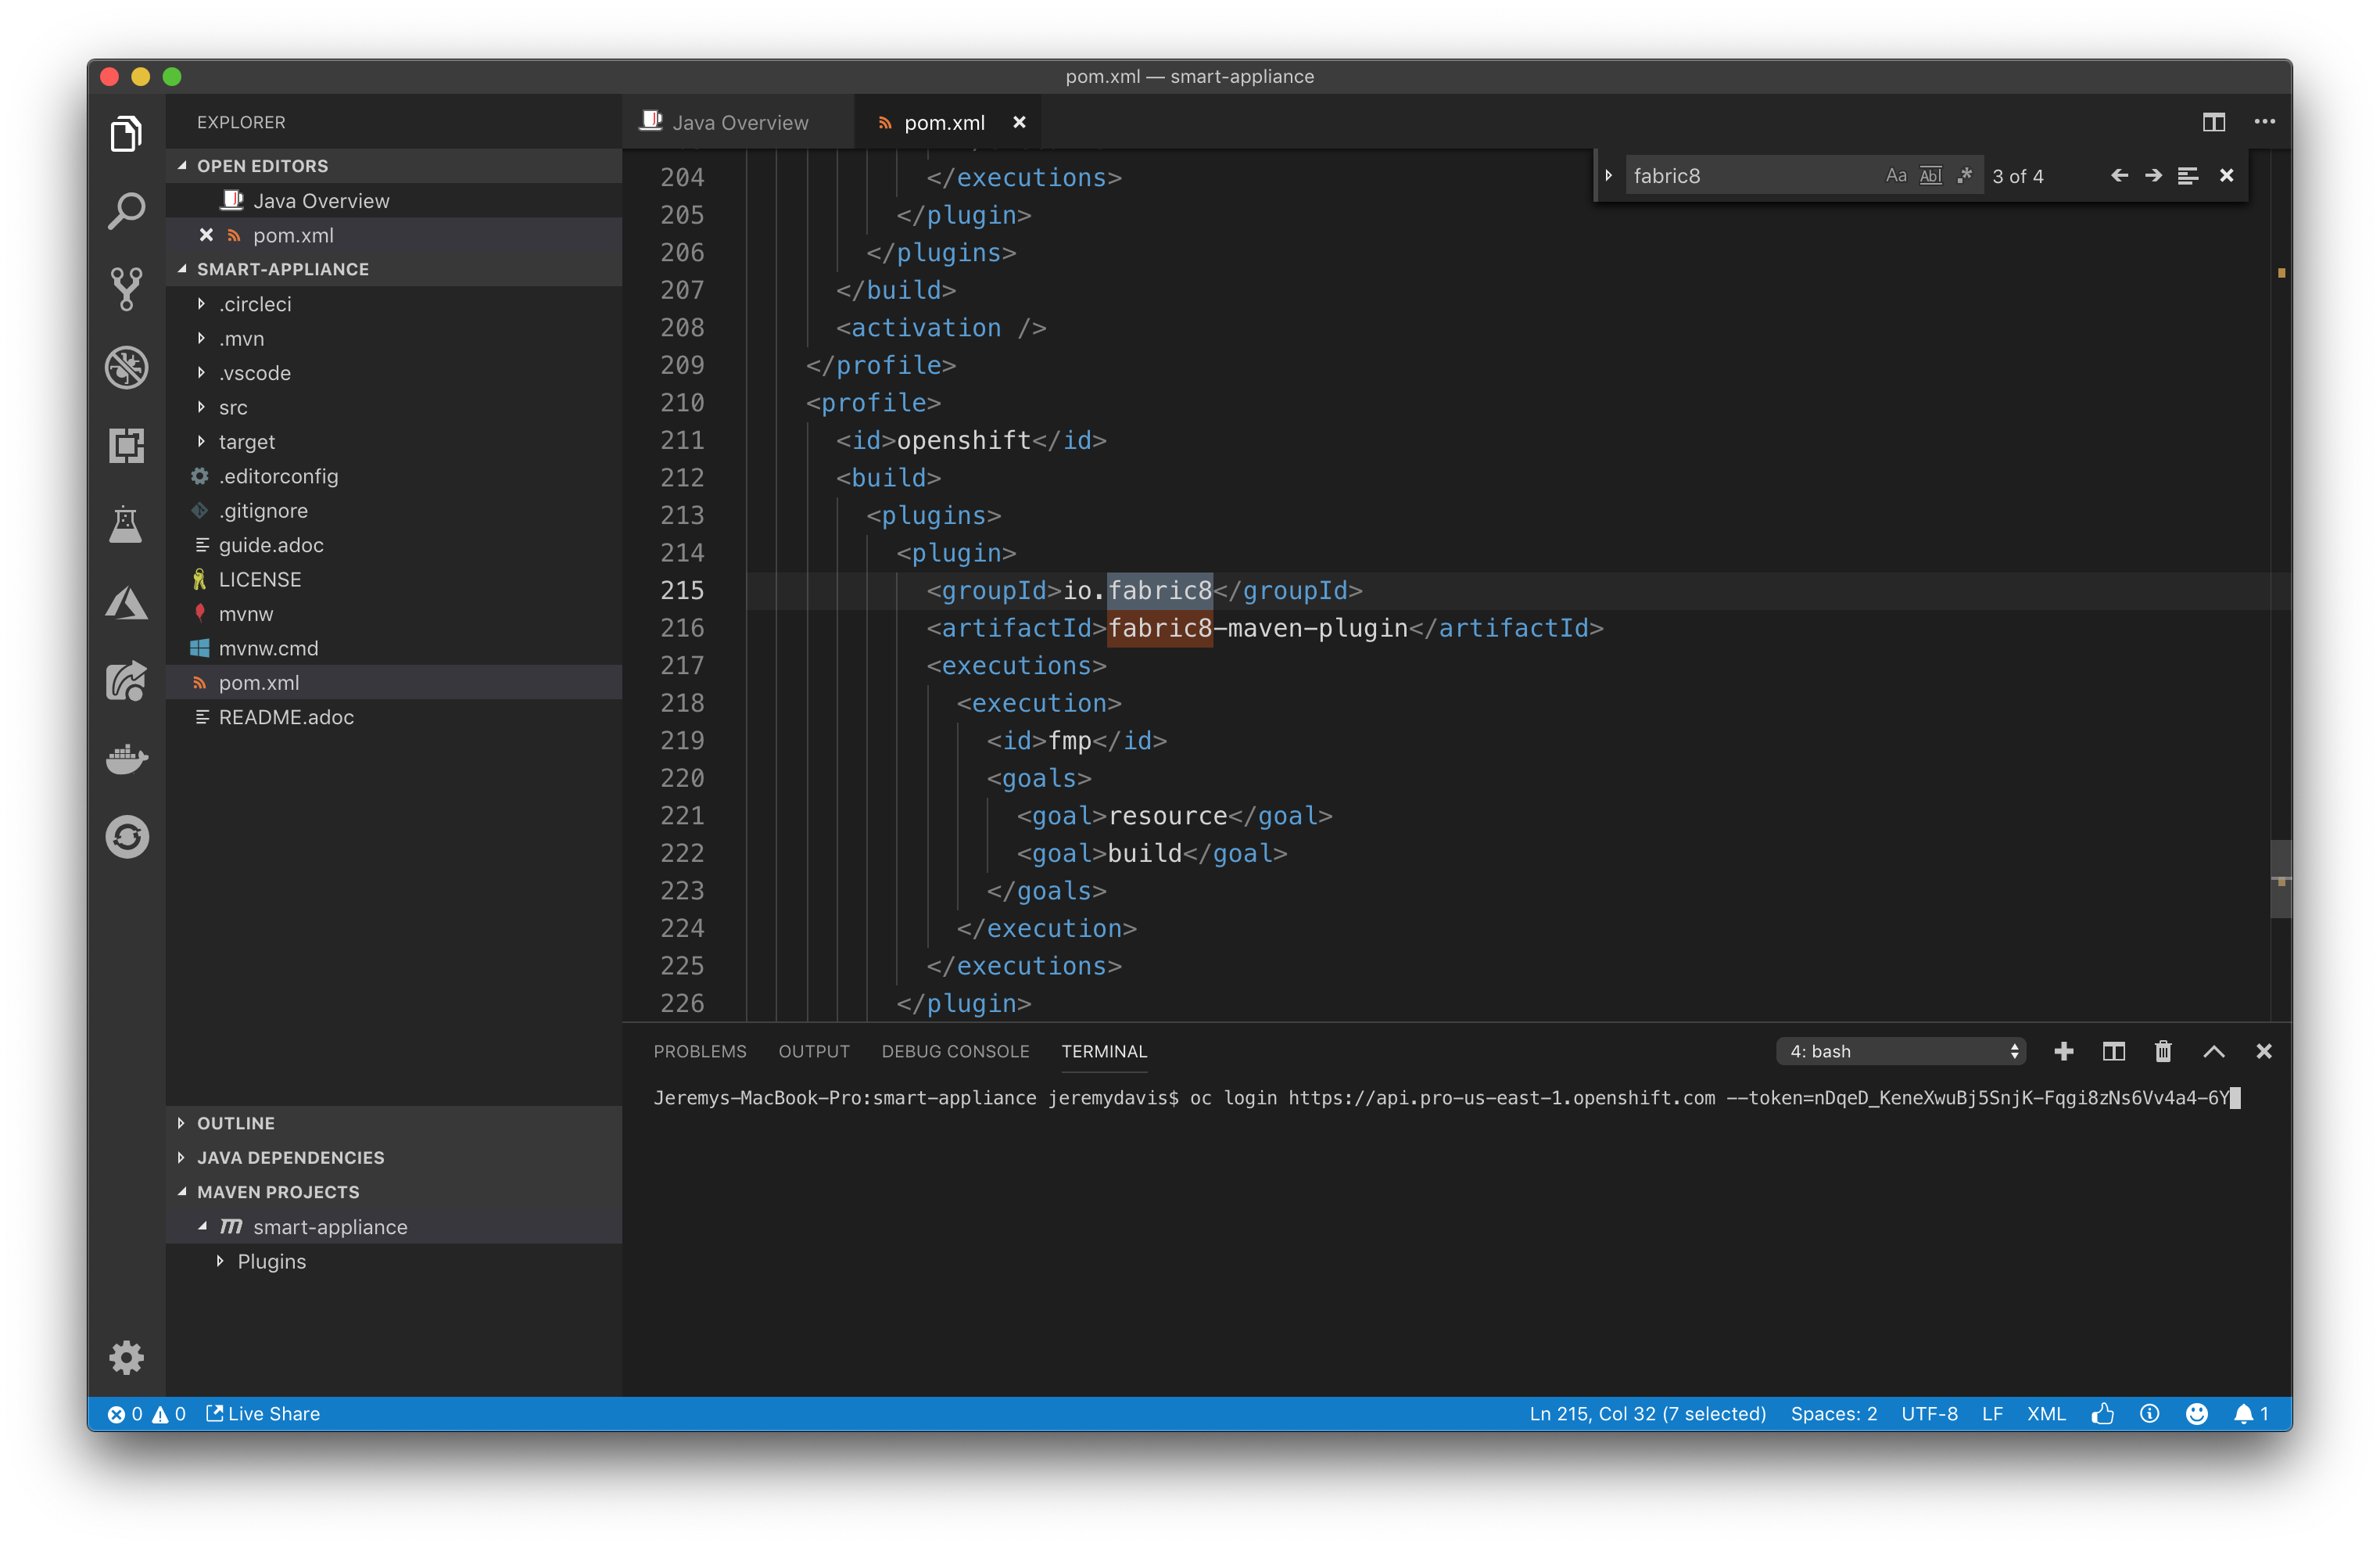 pom.xml — smart-appliance
EXPLORER
OPEN EDITORS
Java Overview
pom.xml
SMART-APPLIANCE
.circleci
.mvn
.vscode
src
target
.editorconfig
.gitignore
guide.adoc
LICENSE
mvnw
mvnw.cmd
pom.xml
README.adoc
OUTLINE
JAVA DEPENDENCIES
MAVEN PROJECTS
m smart-appliance
Plugins
Java Overview
pom.xml
fabric8 Aa Abl .* 3 of 4
204 </executions>
205 </plugin>
206 </plugins>
207 </build>
208 <activation />
209 </profile>
210 <profile>
211 <id>openshift</id>
212 <build>
213 <plugins>
214 <plugin>
215 <groupId>io.fabric8</groupId>
216 <artifactId>fabric8-maven-plugin</artifactId>
217 <executions>
218 <execution>
219 <id>fmp</id>
220 <goals>
221 <goal>resource</goal>
222 <goal>build</goal>
223 </goals>
224 </execution>
225 </executions>
226 </plugin>
PROBLEMS OUTPUT DEBUG CONSOLE TERMINAL 4: bash
Jeremys-MacBook-Pro:smart-appliance jeremydavis$ oc login https://api.pro-us-east-1.openshift.com --token=nDqeD_KeneXwuBj5SnjK-Fqgi8zNs6Vv4a4-6Y
0 0 Live Share Ln 215, Col 32 (7 selected) Spaces: 2 UTF-8 LF XML 1